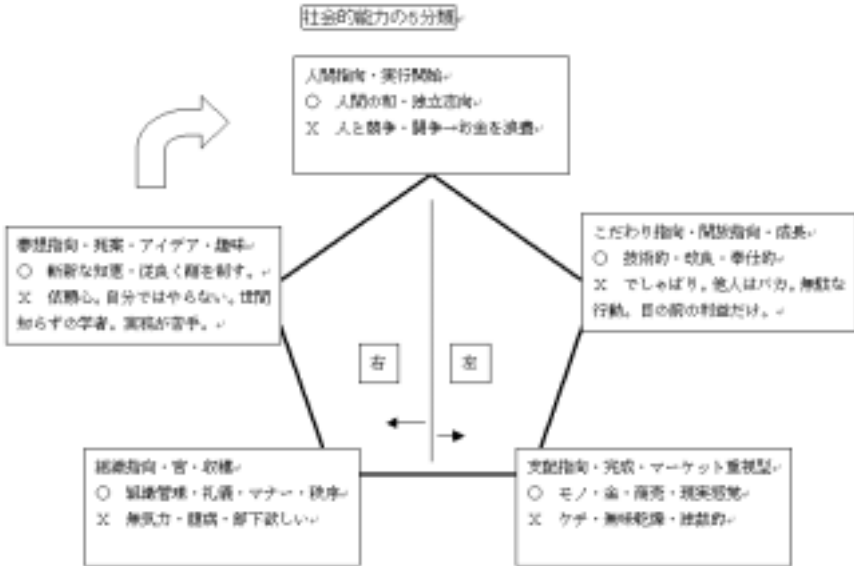 社会的能力の5分類
人間指向・実行開始
○ 人間の和・独立志向
X 人と競争・闘争→お金を浪費
夢想指向・発案・アイデア・趣味
○ 斬新な知恵・柔良く剛を制す。
X 依頼心。自分ではやらない。世間
知らずの学者。実務が苦手。
こだわり指向・開放指向・成長
○ 技術的・改良・奉仕的
X でしゃばり。他人はバカ。無駄な
行動。目の前の利益だけ。
右
左
組織指向・官・収穫
○ 組織管理・礼儀・マナー・秩序
X 無気力・臆病・部下欲しい
支配指向・完成・マーケット重視型
○ モノ・金・商売・現実感覚
X ケチ・無味乾燥・独裁的